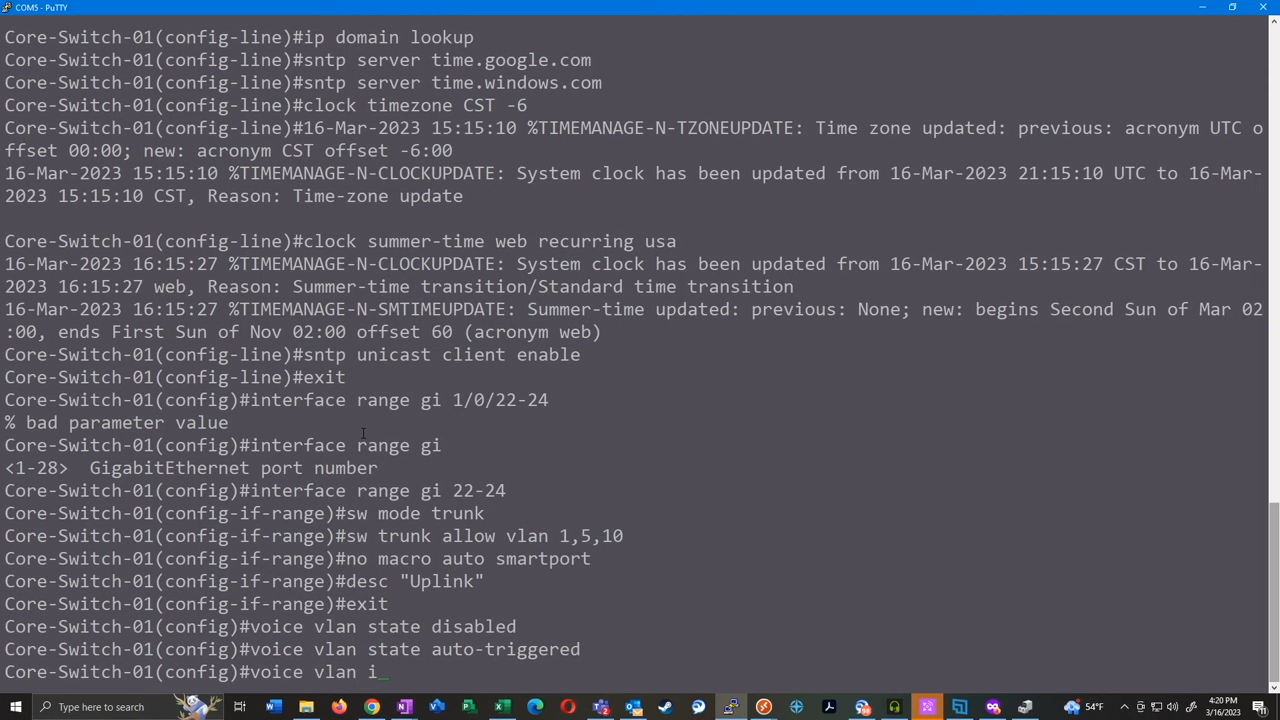 COM5 - PuTTY
Core-Switch-01(config-line)#ip domain lookup
Core-Switch-01(config-line)#sntp server time.google.com
Core-Switch-01(config-line)#sntp server time.windows.com
Core-Switch-01(config-line)#clock timezone CST -6
Core-Switch-01(config-line)#16-Mar-2023 15:15:10 %TIMEMANAGE-N-TZONEUPDATE: Time zone updated: previous: acronym UTC o
ffset 00:00; new: acronym CST offset -6:00
16-Mar-2023 15:15:10 %TIMEMANAGE-N-CLOCKUPDATE: System clock has been updated from 16-Mar-2023 21:15:10 UTC to 16-Mar-
2023 15:15:10 CST, Reason: Time-zone update
Core-Switch-01(config-line)#clock summer-time web recurring usa
16-Mar-2023 16:15:27 %TIMEMANAGE-N-CLOCKUPDATE: System clock has been updated from 16-Mar-2023 15:15:27 CST to 16-Mar-
2023 16:15:27 web, Reason: Summer-time transition/Standard time transition
16-Mar-2023 16:15:27 %TIMEMANAGE-N-SMTIMEUPDATE: Summer-time updated: previous: None; new: begins Second Sun of Mar 02
:00, ends First Sun of Nov 02:00 offset 60 (acronym web)
Core-Switch-01(config-line)#sntp unicast client enable
Core-Switch-01(config-line)#exit
Core-Switch-01(config)#interface range gi 1/0/22-24
% bad parameter value
Core-Switch-01(config)#interface range gi
<1-28>  GigabitEthernet port number
Core-Switch-01(config)#interface range gi 22-24
Core-Switch-01(config-if-range)#sw mode trunk
Core-Switch-01(config-if-range)#sw trunk allow vlan 1,5,10
Core-Switch-01(config-if-range)#no macro auto smartport
Core-Switch-01(config-if-range)#desc "Uplink"
Core-Switch-01(config-if-range)#exit
Core-Switch-01(config)#voice vlan state disabled
Core-Switch-01(config)#voice vlan state auto-triggered
Core-Switch-01(config)#voice vlan i_
Type here to search
54°F
4:20 PM
3/16/2023